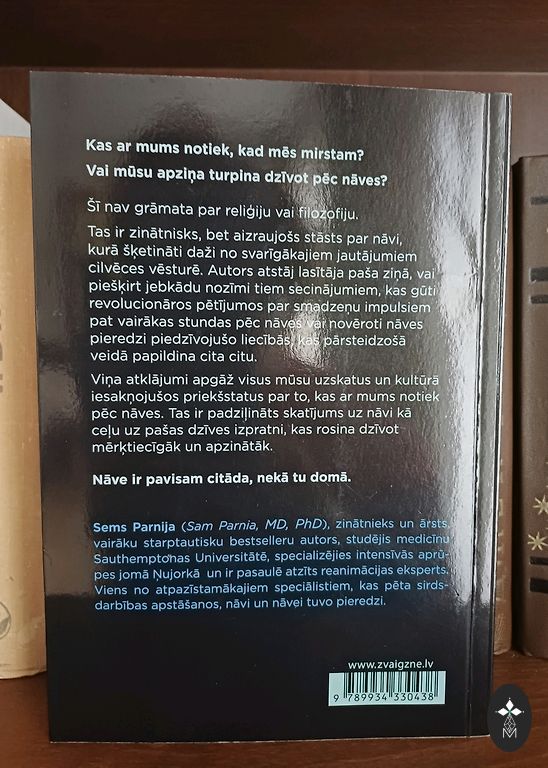 Kas ar mums notiek, kad mēs mirstam?
Vai mūsu apziņa turpina dzīvot pēc nāves?
Šī nav grāmata par reliģiju vai filozofiju.
Tas ir zinātnisks, bet aizraujošs stāsts par nāvi,
kurā šķetināti daži no svarīgākajiem jautājumiem
cilvēces vēsturē. Autors atstāj lasītāja paša ziņā, vai
piešķirt jebkādu nozīmi tiem secinājumiem, kas gūti
revolucionāros pētījumos par smadzeņu impulsiem
pat vairākas stundas pēc nāves vai novēroti nāves
pieredzi piedzīvojušo liecībās, kas pārsteidzošā
veidā papildina cita citu.
Viņa atklājumi apgāž visus mūsu uzskatus un kultūrā
iesakņojušos priekšstatus par to, kas ar mums notiek
pēc nāves. Tas ir padziļināts skatījums uz nāvi kā
ceļu uz pašas dzīves izpratni, kas rosina dzīvot
mērķtiecīgāk un apzinātāk.
Nāve ir pavisam citāda, nekā tu domā.
Sems Parnija (Sam Parnia, MD, PhD), zinātnieks un ārsts,
vairāku starptautisku bestselleru autors, studējis medicīnu
Sauthemptonas Universitātē, specializējies intensīvās aprū-
pes jomā Ņujorkā un ir pasaulē atzīts reanimācijas eksperts.
Viens no atpazīstamākajiem speciālistiem, kas pēta sirds-
darbības apstāšanos, nāvi un nāvei tuvo pieredzi.
www.zvaigzne.lv
9 789934 330438